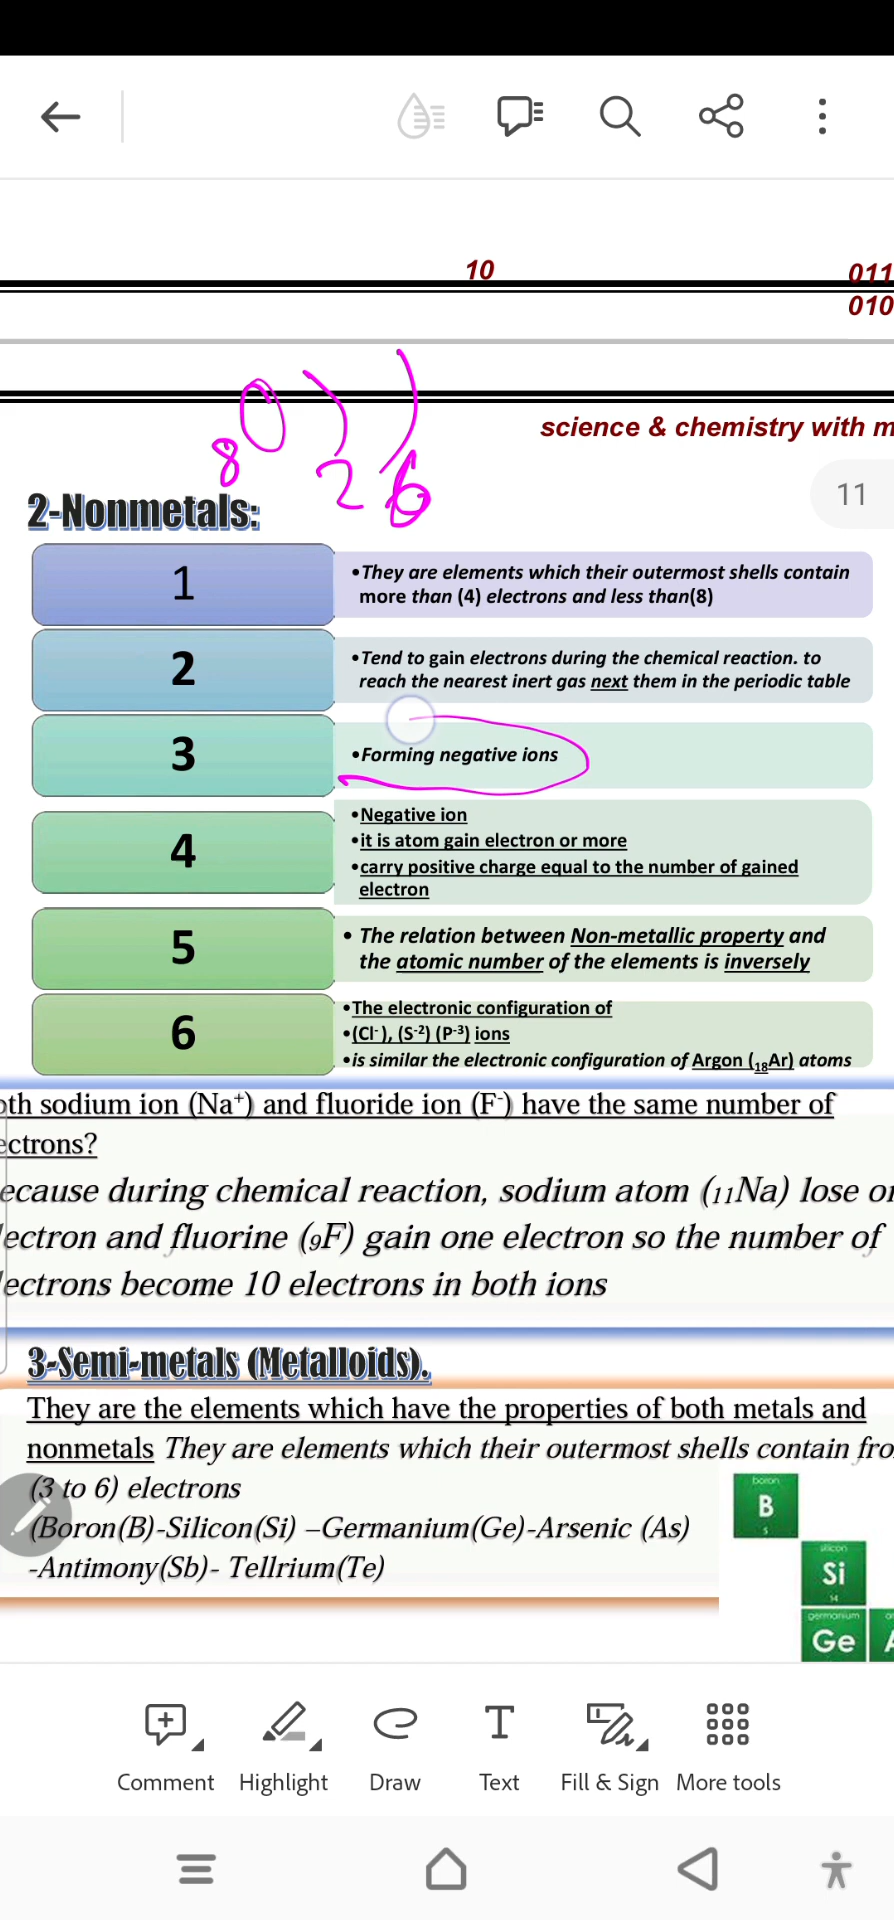 10
011
010
8 O 2 6
science & chemistry with m
11
2-Nonmetals:
1
•They are elements which their outermost shells contain
more than (4) electrons and less than(8)
2
•Tend to gain electrons during the chemical reaction. to
reach the nearest inert gas next them in the periodic table
3
•Forming negative ions
4
•Negative ion
•it is atom gain electron or more
•carry positive charge equal to the number of gained
electron
5
• The relation between Non-metallic property and
the atomic number of the elements is inversely
6
•The electronic configuration of
•(Cl⁻), (S⁻²) (P⁻³) ions
•is similar the electronic configuration of Argon (₁₈Ar) atoms
oth sodium ion (Na⁺) and fluoride ion (F⁻) have the same number of
ectrons?
ecause during chemical reaction, sodium atom (₁₁Na) lose on
lectron and fluorine (₉F) gain one electron so the number of
lectrons become 10 electrons in both ions
3-Semi-metals (Metalloids).
They are the elements which have the properties of both metals and
nonmetals They are elements which their outermost shells contain fro
(3 to 6) electrons
(Boron(B)-Silicon(Si) –Germanium(Ge)-Arsenic (As)
-Antimony(Sb)- Tellrium(Te)
boron
B
5
silicon
Si
14
germanium
Ge
Comment
Highlight
Draw
Text
Fill & Sign
More tools